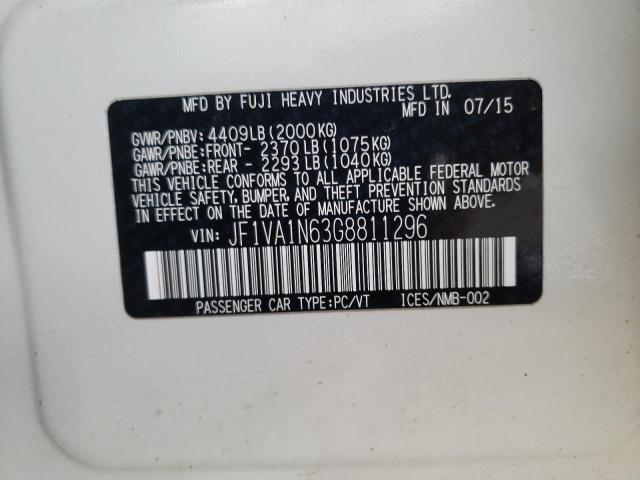 MFD BY FUJI HEAVY INDUSTRIES LTD.
MFD IN 07/15
GVWR/PNBV: 4409LB(2000KG)
GAWR/PNBE:FRONT- 2370LB(1075KG)
GAWR/PNBE:REAR - 2293LB(1040KG)
THIS VEHICLE CONFORMS TO ALL APPLICABLE FEDERAL MOTOR
VEHICLE SAFETY, BUMPER, AND THEFT PREVENTION STANDARDS
IN EFFECT ON THE DATE OF MANUFACTURE SHOWN ABOVE.
VIN: JF1VA1N63G8811296
PASSENGER CAR TYPE:PC/VT ICES/NMB-002